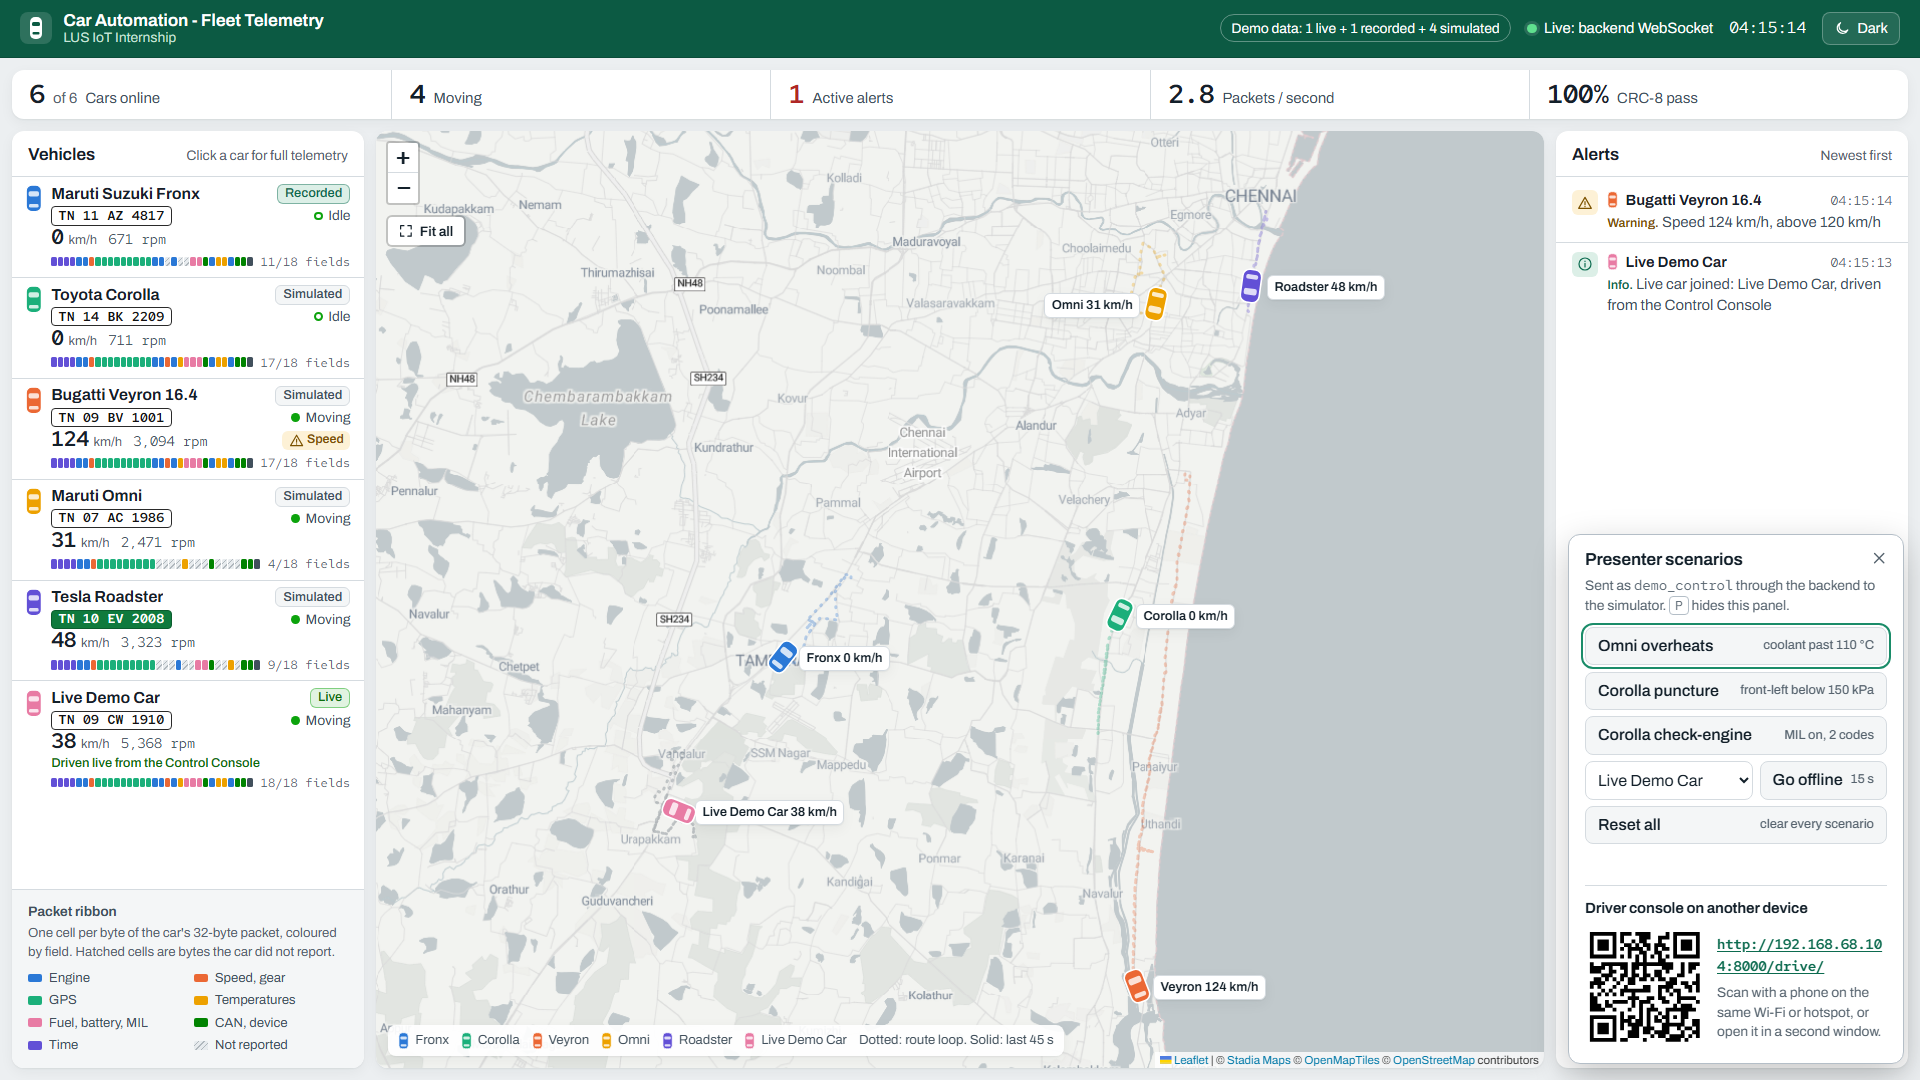 Car Automation - Fleet Telemetry
LUS IoT Internship
Demo data: 1 live + 1 recorded + 4 simulated
Live: backend WebSocket
04:15:14
Dark
6 of 6 Cars online
4 Moving
1 Active alerts
2.8 Packets / second
100% CRC-8 pass
Vehicles
Click a car for full telemetry
Maruti Suzuki Fronx
Recorded
TN 11 AZ 4817
Idle
0 km/h 671 rpm
11/18 fields
Toyota Corolla
Simulated
TN 14 BK 2209
Idle
0 km/h 711 rpm
17/18 fields
Bugatti Veyron 16.4
Simulated
TN 09 BV 1001
Moving
124 km/h 3,094 rpm
Speed
17/18 fields
Maruti Omni
Simulated
TN 07 AC 1986
Moving
31 km/h 2,471 rpm
4/18 fields
Tesla Roadster
Simulated
TN 10 EV 2008
Moving
48 km/h 3,323 rpm
9/18 fields
Live Demo Car
Live
TN 09 CW 1910
Moving
38 km/h 5,368 rpm
Driven live from the Control Console
18/18 fields
Packet ribbon
One cell per byte of the car's 32-byte packet, coloured
by field. Hatched cells are bytes the car did not report.
Engine
Speed, gear
GPS
Temperatures
Fuel, battery, MIL
CAN, device
Time
Not reported
+
−
Fit all
Otteri
Kolladi
CHENNAI
Kudapakkam
Nemam
Egmore
Maduravoyal
Choolaimedu
Thirumazhisai
Noombal
NH48
Roadster 48 km/h
Omni 31 km/h
Valasaravakkam
Poonamallee
NH48
SH234
Chembarambakkam
Lake
Kovur
Adyar
Alandur
Chennai
International
Airport
Kundrathur
Pennalur
Velachery
Pammal
Navalur
SH234
Corolla 0 km/h
Fronx 0 km/h
Chetpet
Mahanyam
Vandalur
SSM Nagar
Mappedu
Panaiyur
Live Demo Car 38 km/h
Urapakkam
Uthandi
Ponmar
Karanai
Kandigai
Orathur
Guduvancheri
Navalur
Veyron 124 km/h
Kolathur
Fronx
Corolla
Veyron
Omni
Roadster
Live Demo Car
Dotted: route loop. Solid: last 45 s
Leaflet | © Stadia Maps © OpenMapTiles © OpenStreetMap contributors
Alerts
Newest first
Bugatti Veyron 16.4
04:15:14
Warning. Speed 124 km/h, above 120 km/h
Live Demo Car
04:15:13
Info. Live car joined: Live Demo Car, driven
from the Control Console
Presenter scenarios
Sent as demo_control through the backend to
the simulator. P hides this panel.
Omni overheats
coolant past 110 °C
Corolla puncture
front-left below 150 kPa
Corolla check-engine
MIL on, 2 codes
Live Demo Car
Go offline 15 s
Reset all
clear every scenario
Driver console on another device
http://192.168.68.10
4:8000/drive/
Scan with a phone on the
same Wi-Fi or hotspot, or
open it in a second window.